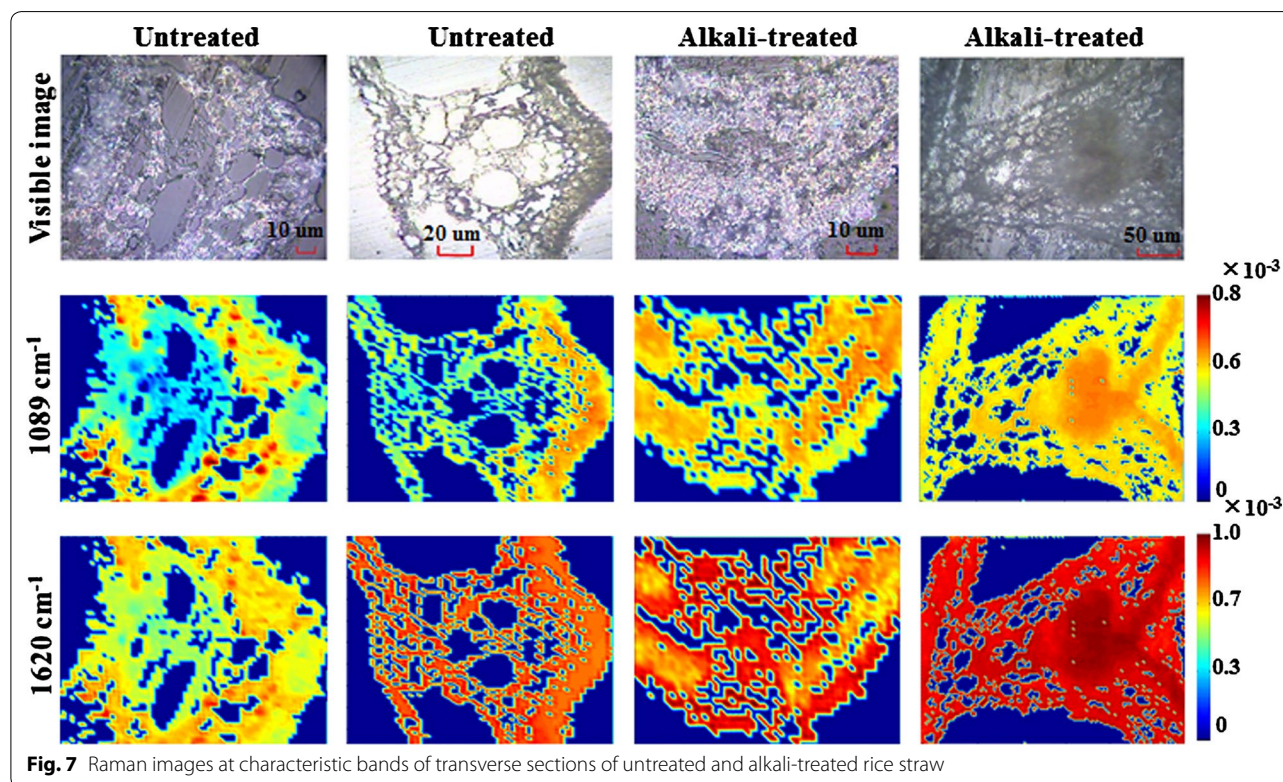 Untreated Untreated Alkali-treated Alkali-treated
Visible image
10 um 20 um 10 um 50 um
× 10⁻³
1089 cm⁻¹
0.8
0.6
0.3
0
× 10⁻³
1620 cm⁻¹
1.0
0.7
0.3
0
Fig. 7 Raman images at characteristic bands of transverse sections of untreated and alkali-treated rice straw